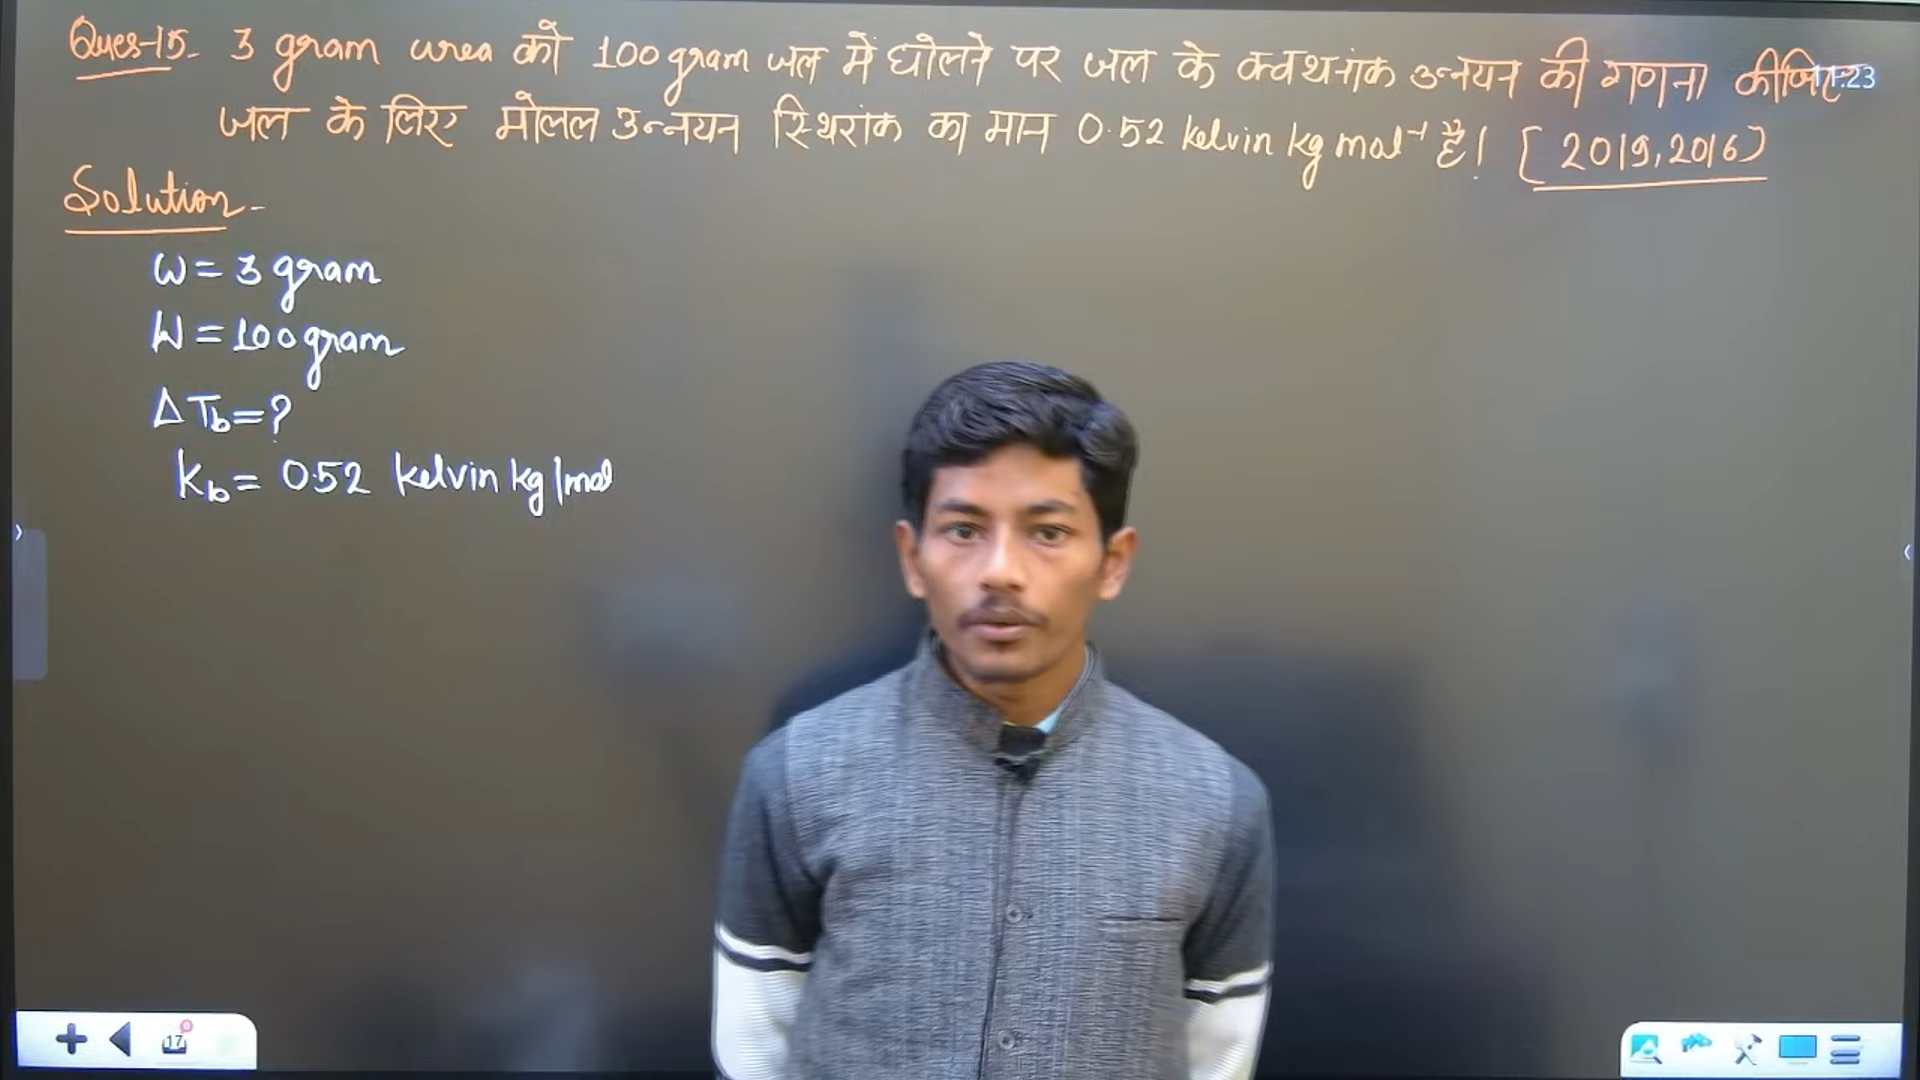 Ques-15. 3 gram urea को 100 gram जल में घोलने पर जल के क्वथनांक उन्नयन की गणना कीजिए
जल के लिए मोलल उन्नयन स्थिरांक का मान 0.52 kelvin kg mol⁻¹ है। [2019,2016)
Solution-
w = 3 gram
W = 100 gram
ΔTb = ?
Kb = 0.52 kelvin kg/mol
17